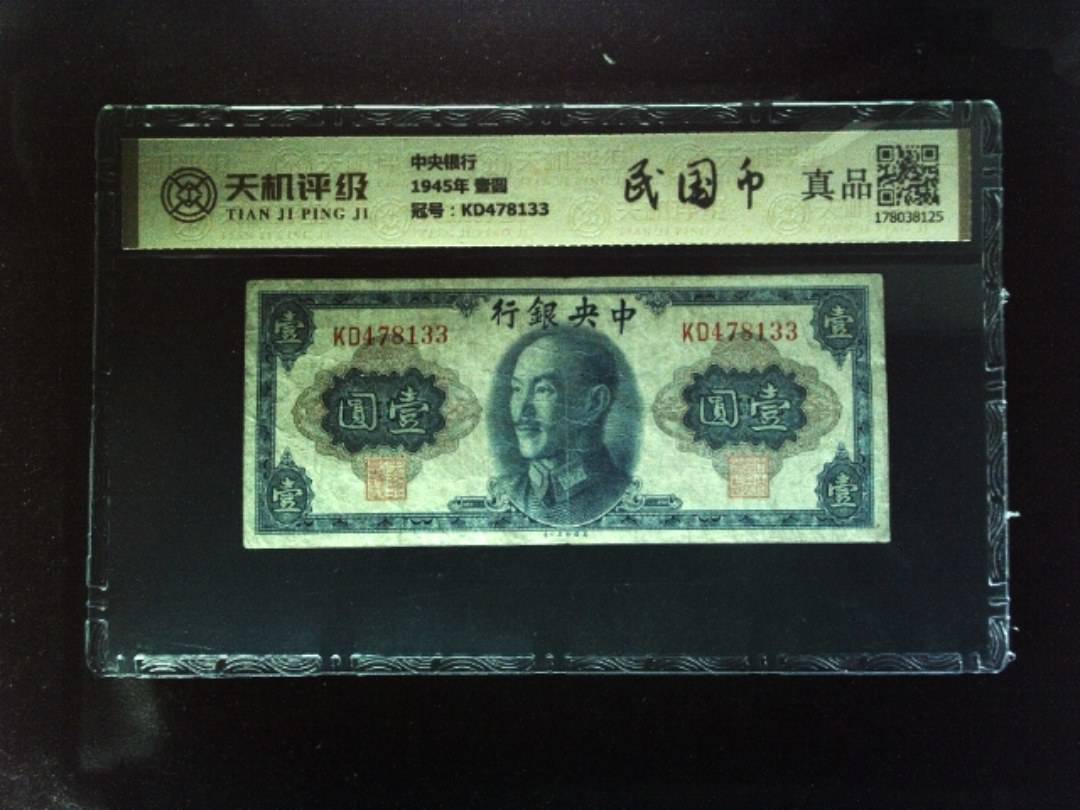 天机评级
TIAN JI PING JI
中央银行
1945年 壹圆
冠号：KD478133
民国币
真品
178038125
行銀央中
KD478133
KD478133
壹
壹
圓壹
圓壹
壹
壹